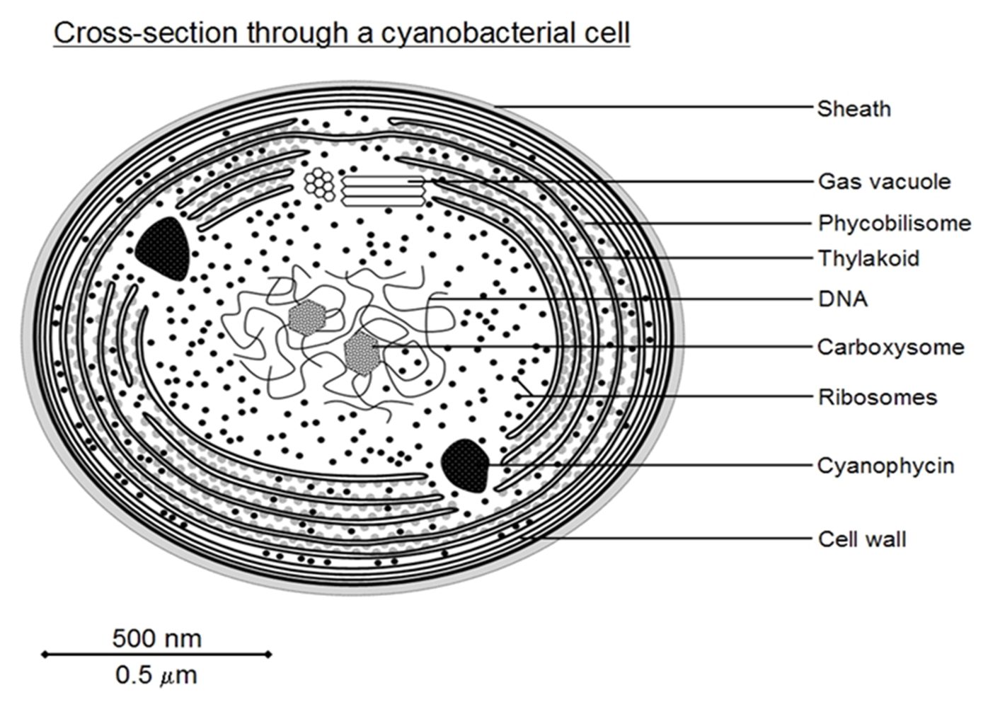 Cross-section through a cyanobacterial cell
Sheath
Gas vacuole
Phycobilisome
Thylakoid
DNA
Carboxysome
Ribosomes
Cyanophycin
Cell wall
500 nm
0.5 μm